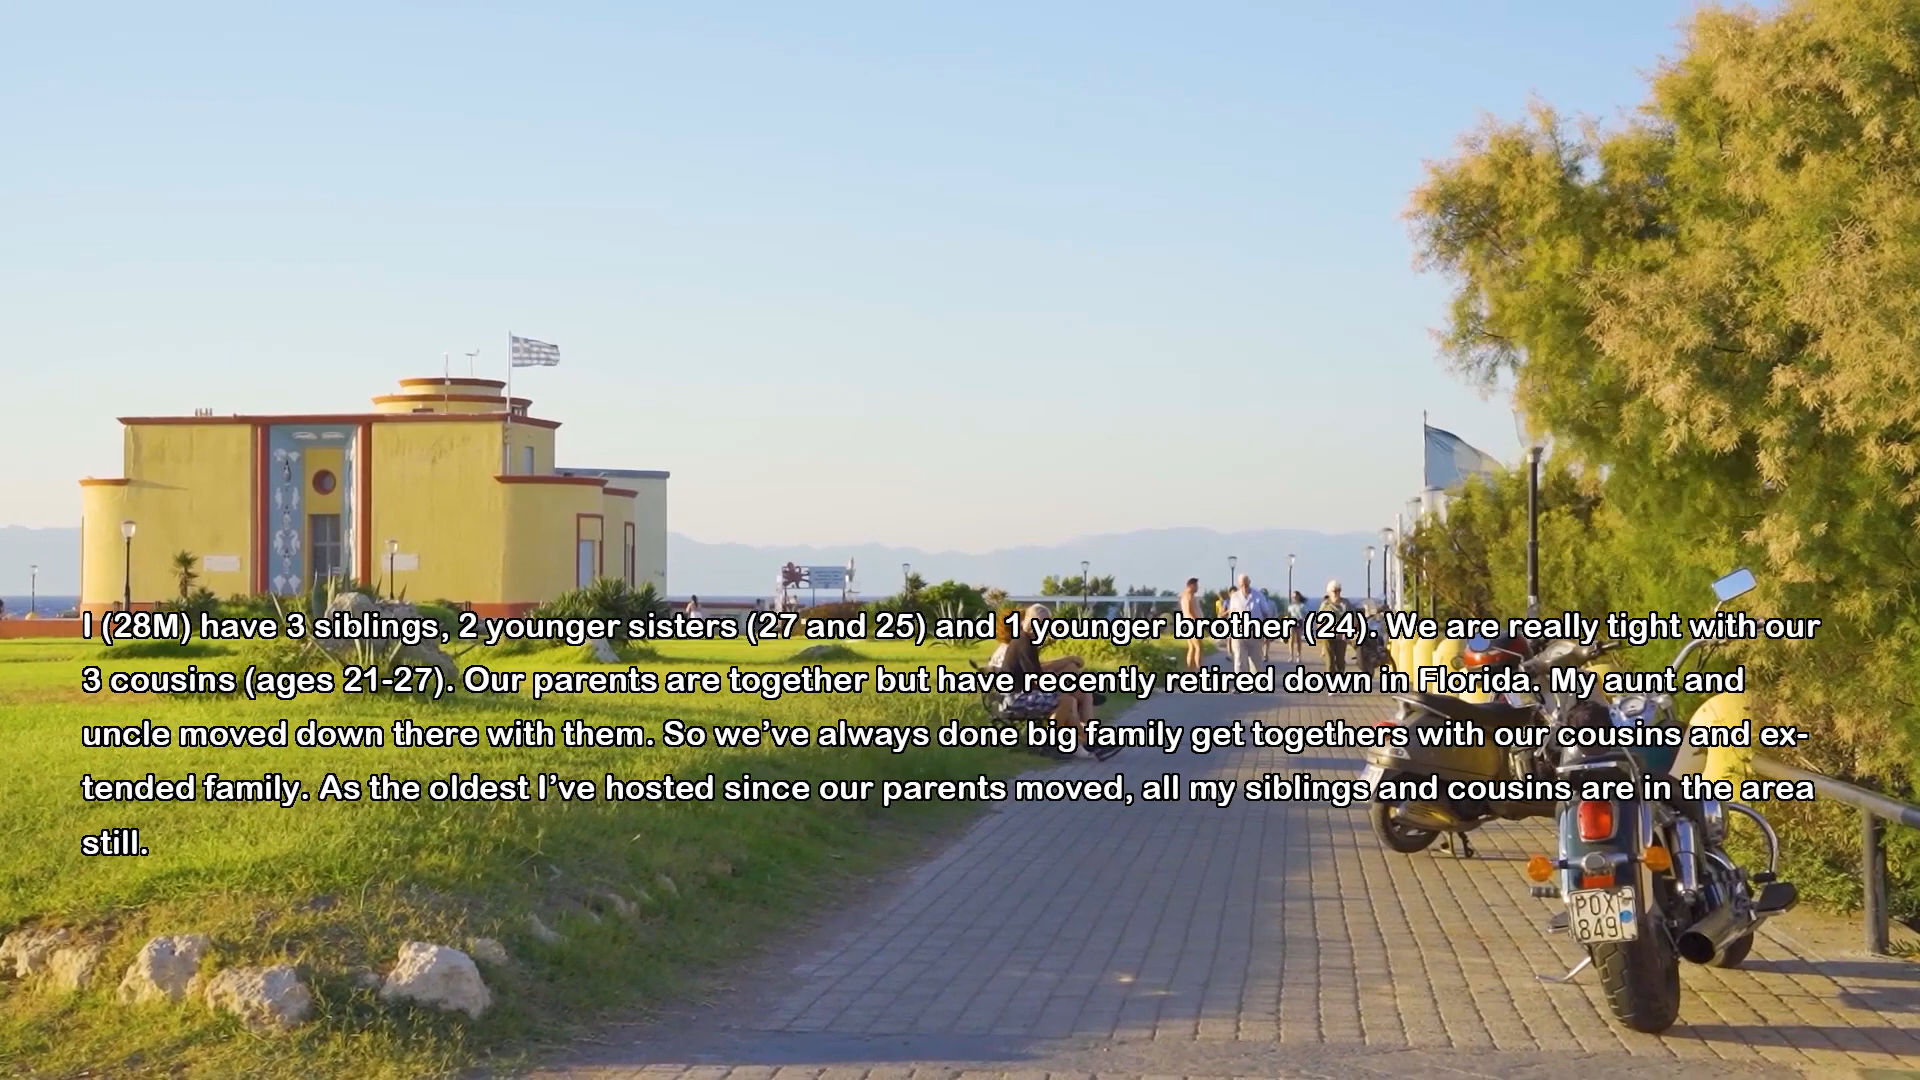 I (28M) have 3 siblings, 2 younger sisters (27 and 25) and 1 younger brother (24). We are really tight with our
3 cousins (ages 21-27). Our parents are together but have recently retired down in Florida. My aunt and
uncle moved down there with them. So we’ve always done big family get togethers with our cousins and ex-
tended family. As the oldest I’ve hosted since our parents moved, all my siblings and cousins are in the area
still.
POX
849